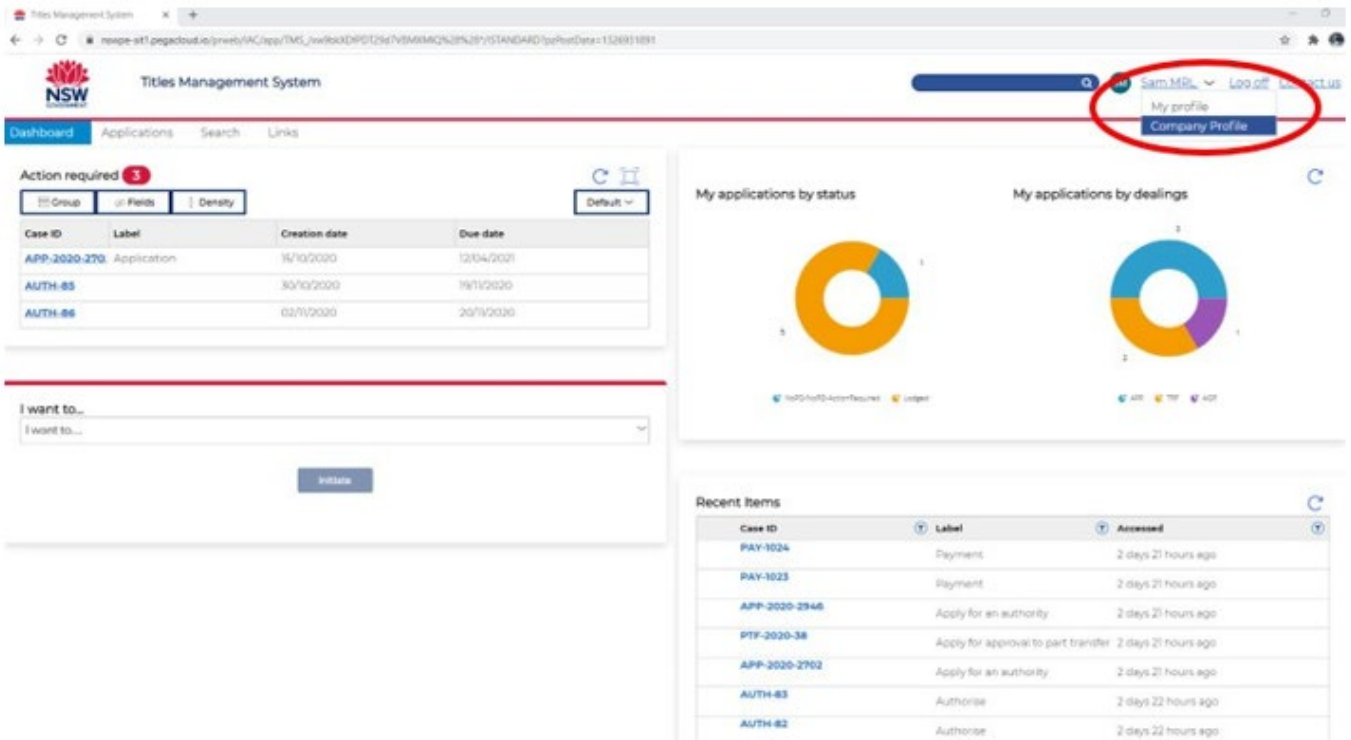 Titles Management System
NSW
GOVERNMENT
Titles Management System
Sam MRL Log off Contact us
My profile
Company Profile
Dashboard Applications Search Links
Action required 3
Group Fields Density Default
Case ID Label Creation date Due date
APP-2020-270 Application 15/10/2020 12/04/2021
AUTH-85 30/10/2020 19/11/2020
AUTH-86 02/11/2020 20/11/2020
I want to...
I want to....
Initiate
My applications by status
1
5
Lodged
My applications by dealings
3
1
2
APP TRF
Recent Items
Case ID Label Accessed
PAY-1024 Payment 2 days 21 hours ago
PAY-1023 Payment 2 days 21 hours ago
APP-2020-2946 Apply for an authority 2 days 21 hours ago
PTF-2020-38 Apply for approval to part transfer 2 days 21 hours ago
APP-2020-2702 Apply for an authority 2 days 21 hours ago
AUTH-83 Authorise 2 days 22 hours ago
AUTH-82 Authorise 2 days 22 hours ago